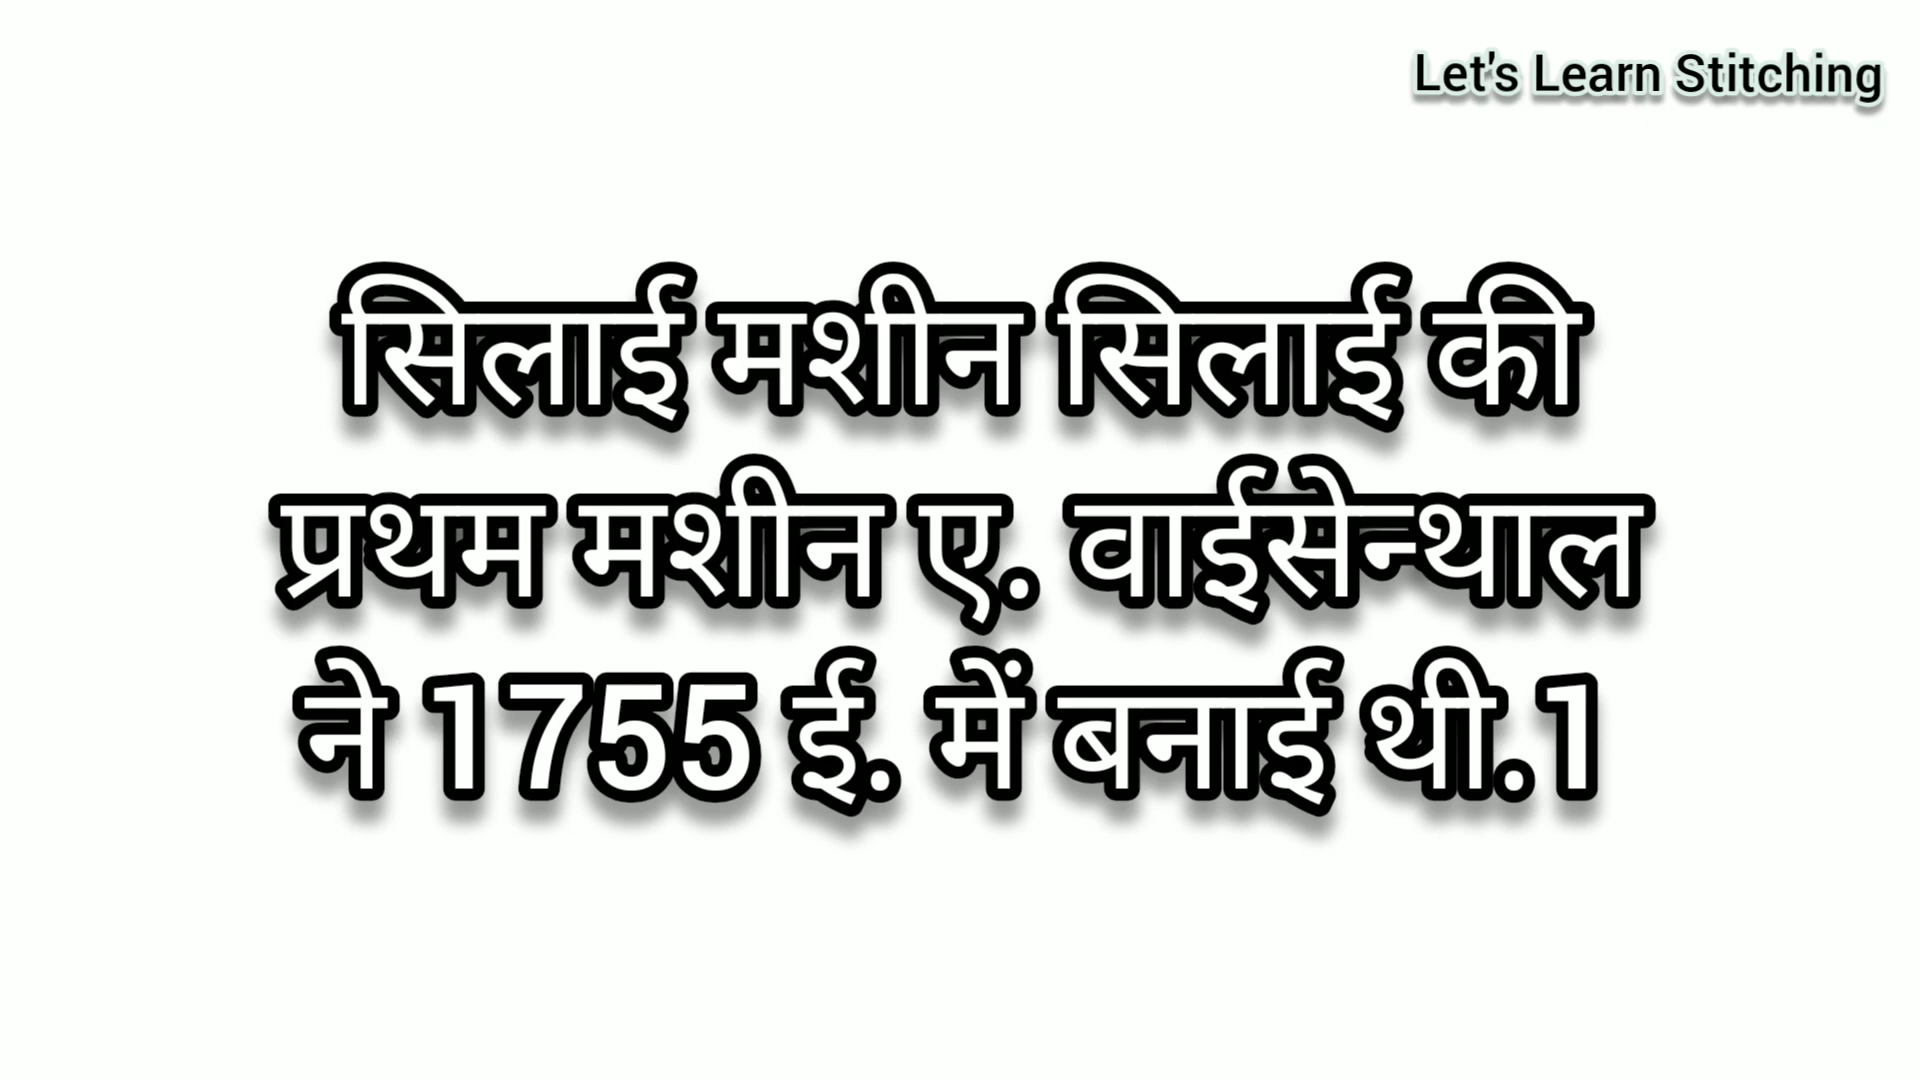 Let's Learn Stitching
सिलाई मशीन सिलाई की
प्रथम मशीन ए. वाईसेन्थाल
ने 1755 ई. में बनाई थी.1